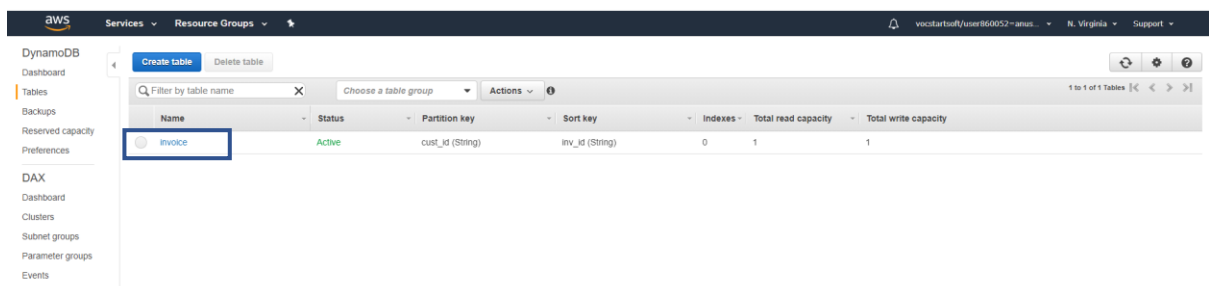 aws Services Resource Groups vocstartsoft/user860052=anus... N. Virginia Support
DynamoDB
Dashboard
Tables
Backups
Reserved capacity
Preferences
DAX
Dashboard
Clusters
Subnet groups
Parameter groups
Events
Create table Delete table
Filter by table name Choose a table group Actions 1 to 1 of 1 Tables
Name Status Partition key Sort key Indexes Total read capacity Total write capacity
invoice Active cust_id (String) inv_id (String) 0 1 1